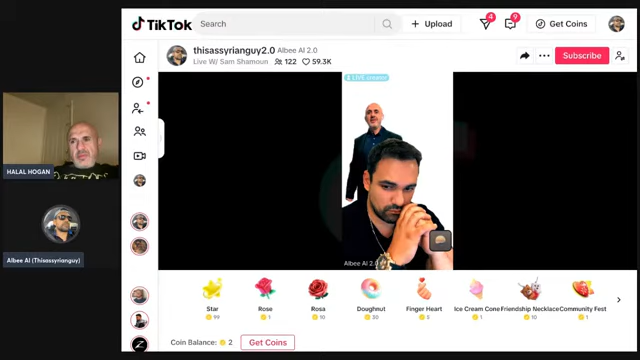 TikTok
Search
Upload
4
9
Get Coins
thisassyrianguy2.0 Albee AI 2.0
Live W/ Sam Shamoun 122 59.3K
Subscribe
LIVE creator
HALAL HOGAN
Albee AI (Thisassyrianguy)
Albee AI 2.0
Star
99
Rose
1
Rosa
10
Doughnut
30
Finger Heart
Ice Cream Cone
1
Friendship Necklace
10
Community Fest
1
Coin Balance: 2 Get Coins